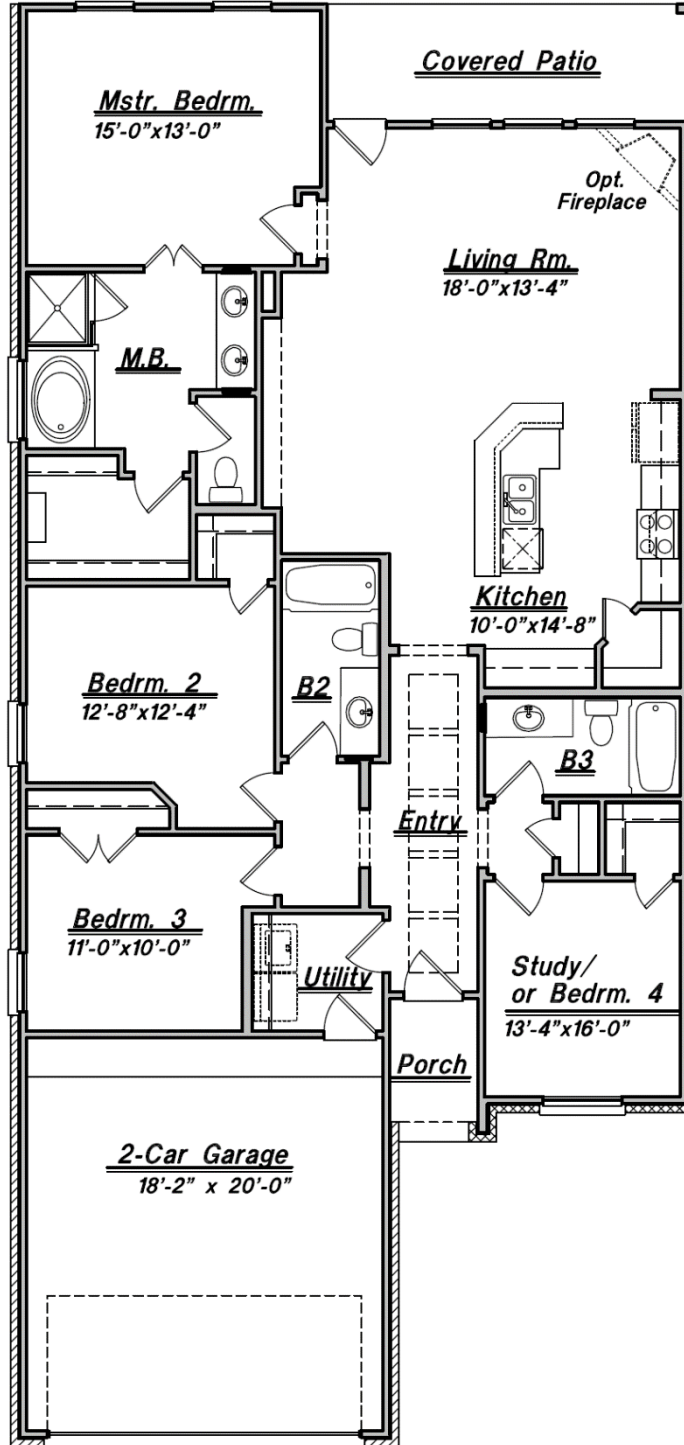 Covered Patio
Mstr. Bedrm.
15'-0"x13'-0"
Opt.
Fireplace
Living Rm.
18'-0"x13'-4"
M.B.
Kitchen
10'-0"x14'-8"
Bedrm. 2
12'-8"x12'-4"
B2
B3
Entry
Bedrm. 3
11'-0"x10'-0"
Utility
Study/
or Bedrm. 4
13'-4"x16'-0"
Porch
2-Car Garage
18'-2" x 20'-0"